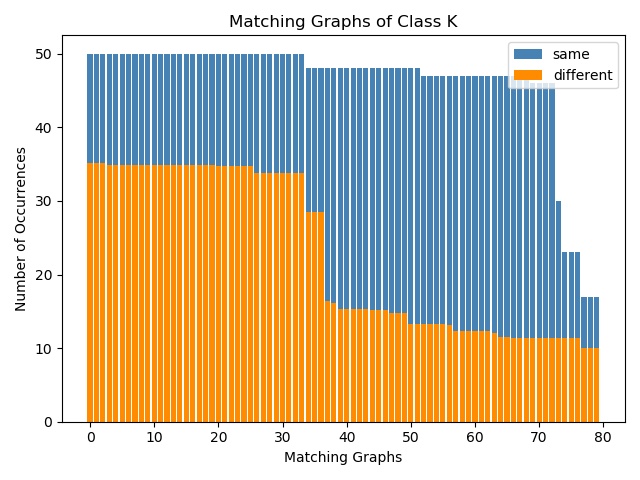 Matching Graphs of Class K
same
different
Number of Occurrences
50
40
30
20
10
0
0 10 20 30 40 50 60 70 80
Matching Graphs